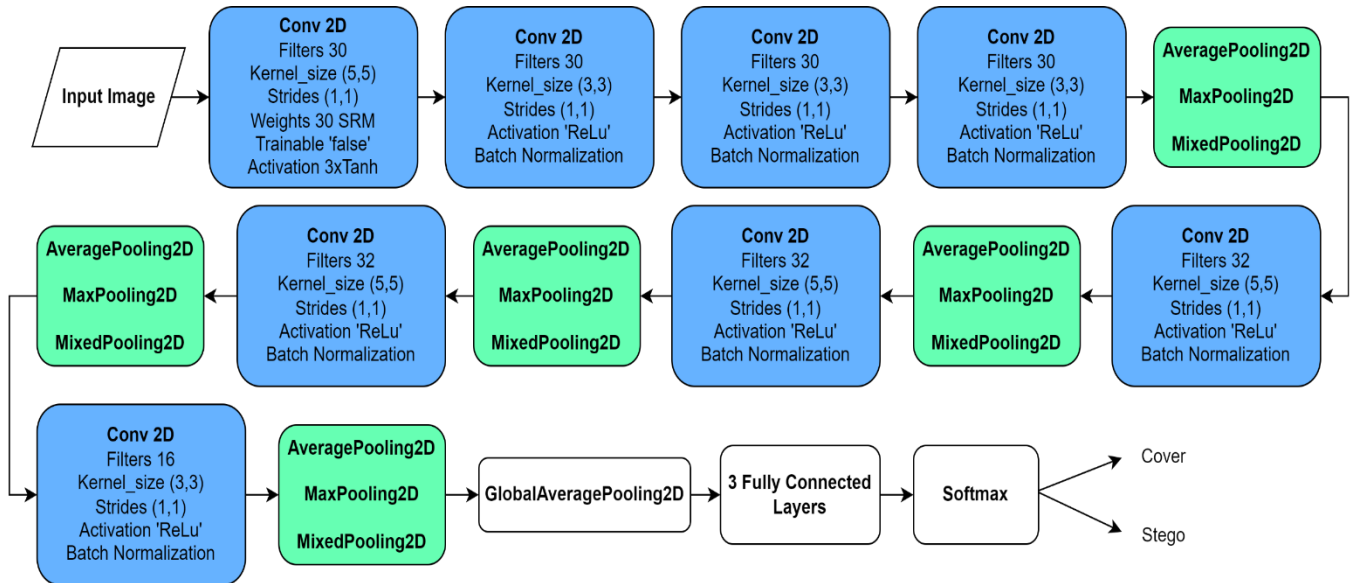 Input Image
Conv 2D
Filters 30
Kernel_size (5,5)
Strides (1,1)
Weights 30 SRM
Trainable 'false'
Activation 3xTanh
Conv 2D
Filters 30
Kernel_size (3,3)
Strides (1,1)
Activation 'ReLu'
Batch Normalization
Conv 2D
Filters 30
Kernel_size (3,3)
Strides (1,1)
Activation 'ReLu'
Batch Normalization
Conv 2D
Filters 30
Kernel_size (3,3)
Strides (1,1)
Activation 'ReLu'
Batch Normalization
AveragePooling2D
MaxPooling2D
MixedPooling2D
Conv 2D
Filters 32
Kernel_size (5,5)
Strides (1,1)
Activation 'ReLu'
Batch Normalization
AveragePooling2D
MaxPooling2D
MixedPooling2D
Conv 2D
Filters 32
Kernel_size (5,5)
Strides (1,1)
Activation 'ReLu'
Batch Normalization
AveragePooling2D
MaxPooling2D
MixedPooling2D
Conv 2D
Filters 32
Kernel_size (5,5)
Strides (1,1)
Activation 'ReLu'
Batch Normalization
AveragePooling2D
MaxPooling2D
MixedPooling2D
Conv 2D
Filters 16
Kernel_size (3,3)
Strides (1,1)
Activation 'ReLu'
Batch Normalization
AveragePooling2D
MaxPooling2D
MixedPooling2D
GlobalAveragePooling2D
3 Fully Connected
Layers
Softmax
Cover
Stego